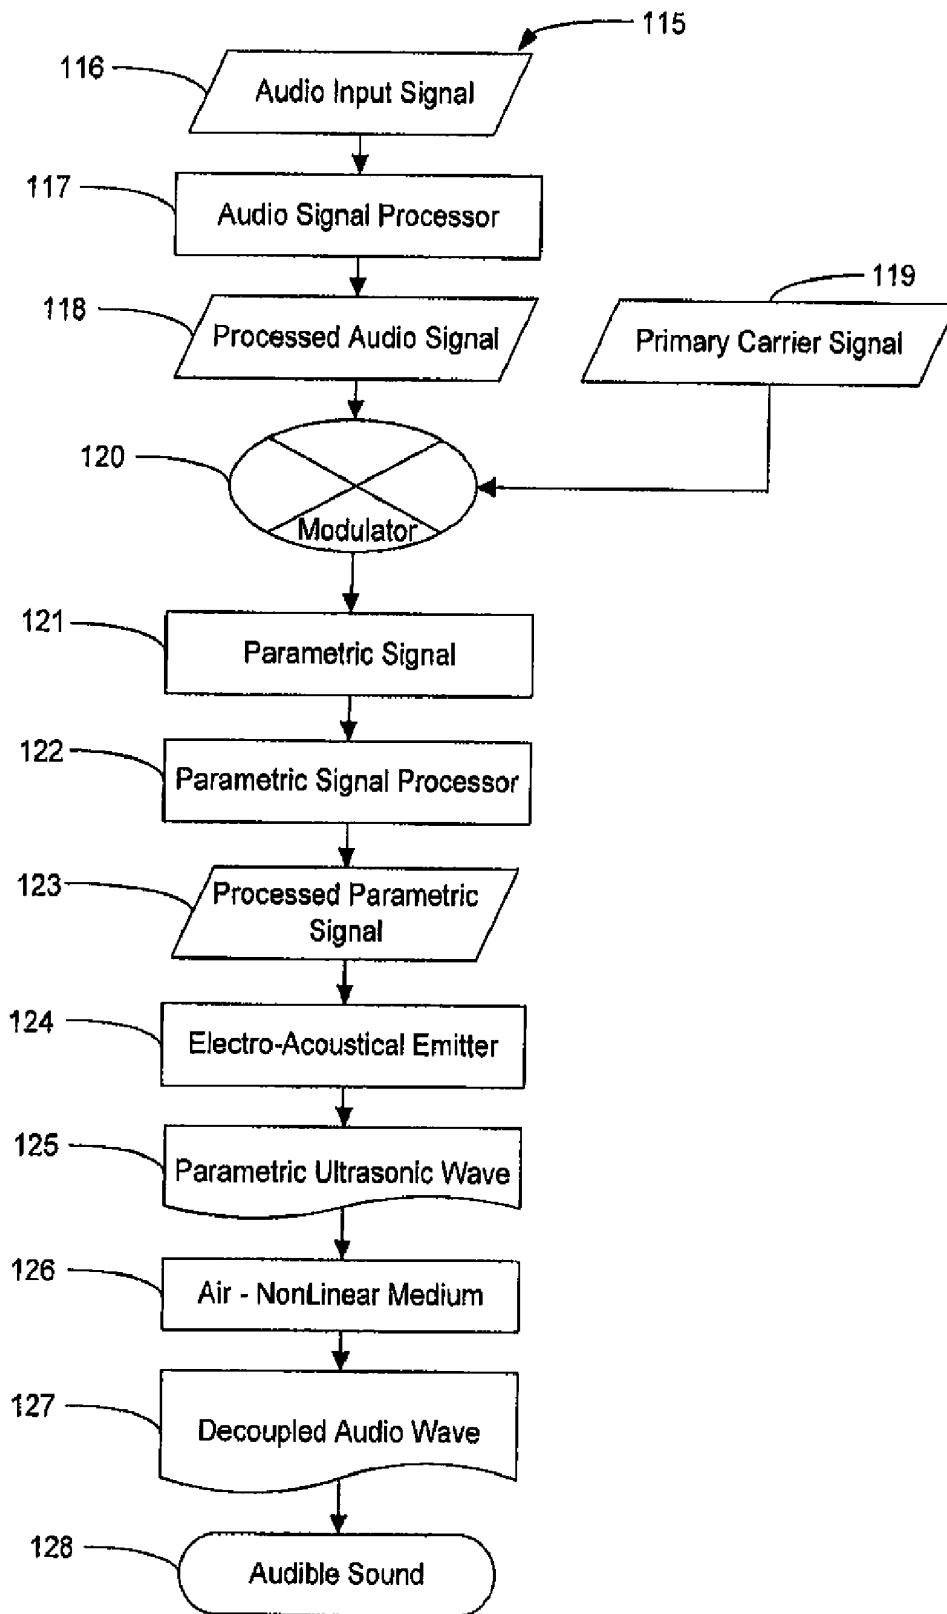 115
116
Audio Input Signal
117
Audio Signal Processor
118
Processed Audio Signal
119
Primary Carrier Signal
120
Modulator
121
Parametric Signal
122
Parametric Signal Processor
123
Processed Parametric
Signal
124
Electro-Acoustical Emitter
125
Parametric Ultrasonic Wave
126
Air - NonLinear Medium
127
Decoupled Audio Wave
128
Audible Sound